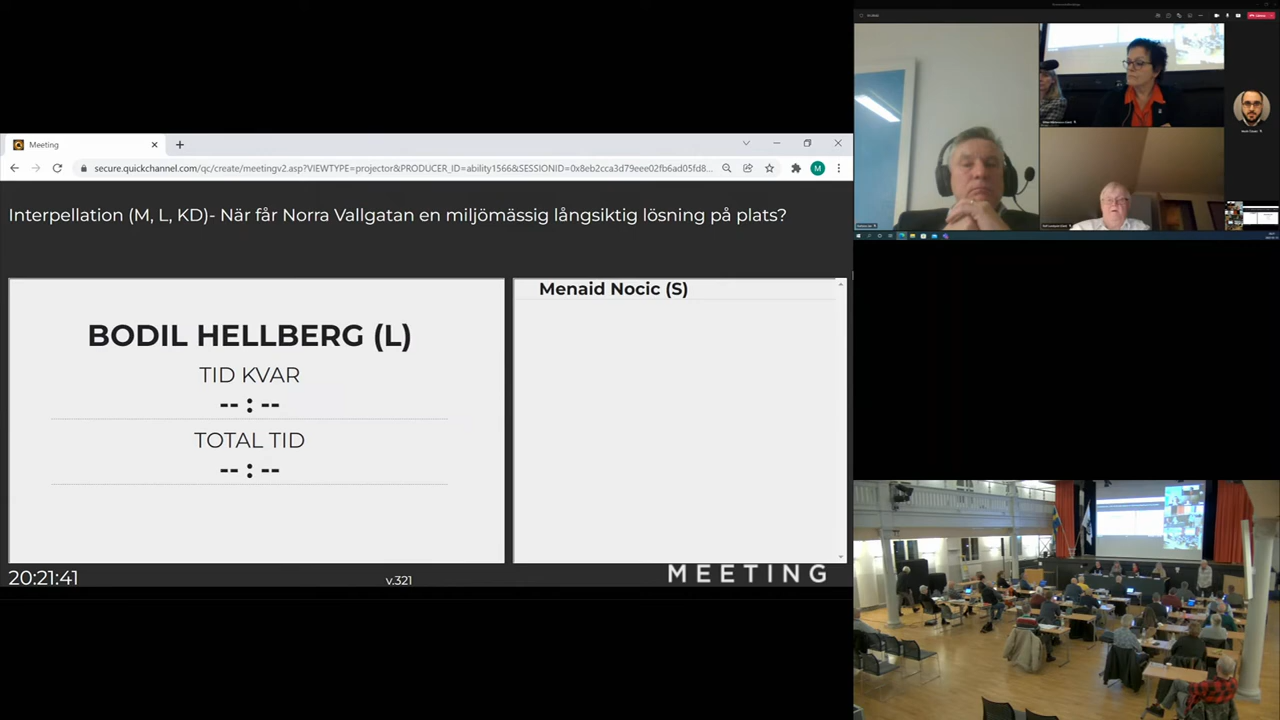 Meeting
secure.quickchannel.com/qc/create/meetingv2.asp?VIEWTYPE=projector&PRODUCER_ID=ability1566&SESSIONID=0x8eb2cca3d79eee02fb6ad05fd8...
Interpellation (M, L, KD)- När får Norra Vallgatan en miljömässig långsiktig lösning på plats?
BODIL HELLBERG (L)
TID KVAR
-- : --
TOTAL TID
-- : --
Menaid Nocic (S)
20:21:41
v.321
MEETING
M